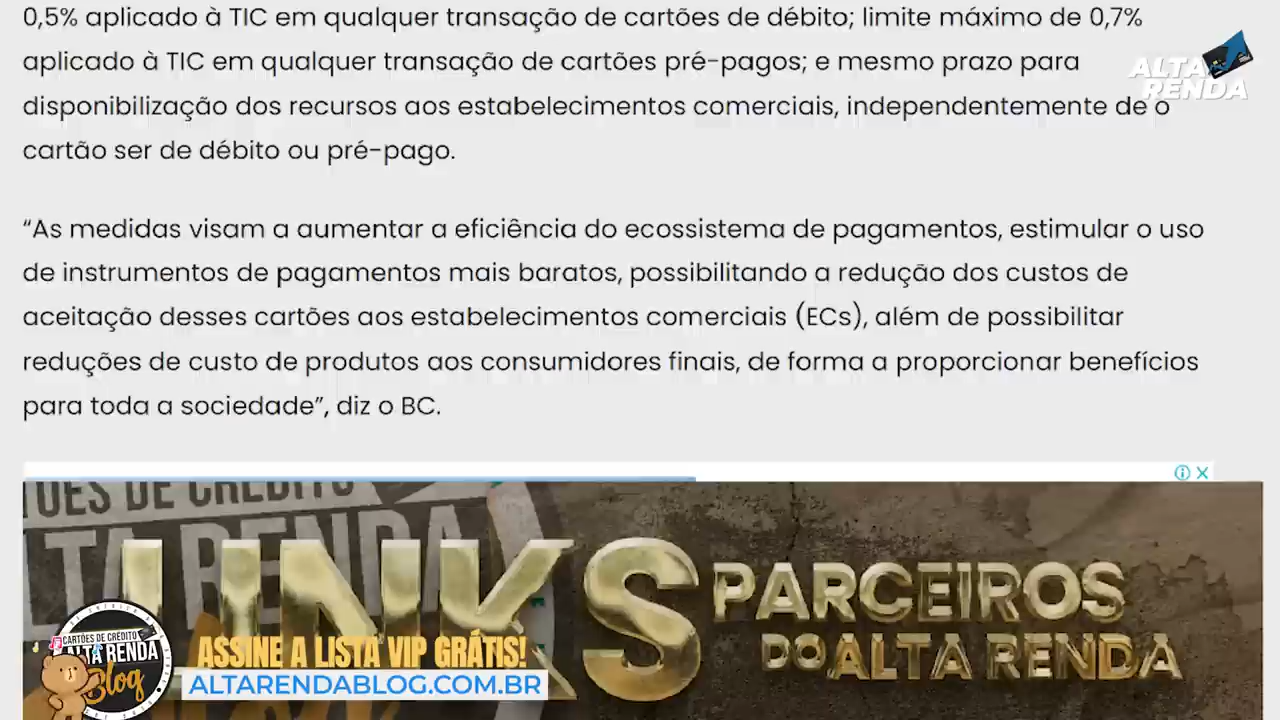 0,5% aplicado à TIC em qualquer transação de cartões de débito; limite máximo de 0,7%
aplicado à TIC em qualquer transação de cartões pré-pagos; e mesmo prazo para
disponibilização dos recursos aos estabelecimentos comerciais, independentemente de o
cartão ser de débito ou pré-pago.
ALTA
RENDA
“As medidas visam a aumentar a eficiência do ecossistema de pagamentos, estimular o uso
de instrumentos de pagamentos mais baratos, possibilitando a redução dos custos de
aceitação desses cartões aos estabelecimentos comerciais (ECs), além de possibilitar
reduções de custo de produtos aos consumidores finais, de forma a proporcionar benefícios
para toda a sociedade”, diz o BC.
DE CRÉDITO
LTA RENDA
LINKS
PARCEIROS
DO ALTA RENDA
CARTÕES DE CRÉDITO
ALTA RENDA
Blog
ASSINE A LISTA VIP GRÁTIS!
ALTARENDABLOG.COM.BR